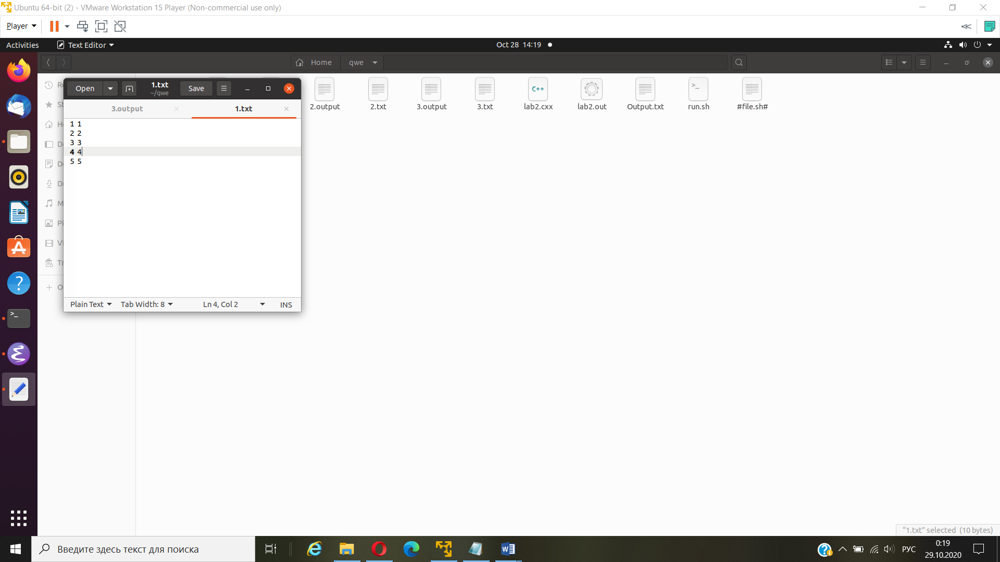 Ubuntu 64-bit (2) - VMware Workstation 15 Player (Non-commercial use only)
Player
Activities Text Editor Oct 28 14:19
Home qwe
Open 1.txt ~/qwe Save
3.output 1.txt
2.output 2.txt 3.output 3.txt lab2.cxx lab2.out Output.txt run.sh #file.sh#
1 1
2 2
3 3
4 4
5 5
Plain Text Tab Width: 8 Ln 4, Col 2 INS
"1.txt" selected (10 bytes)
Введите здесь текст для поиска
РУС
0:19
29.10.2020